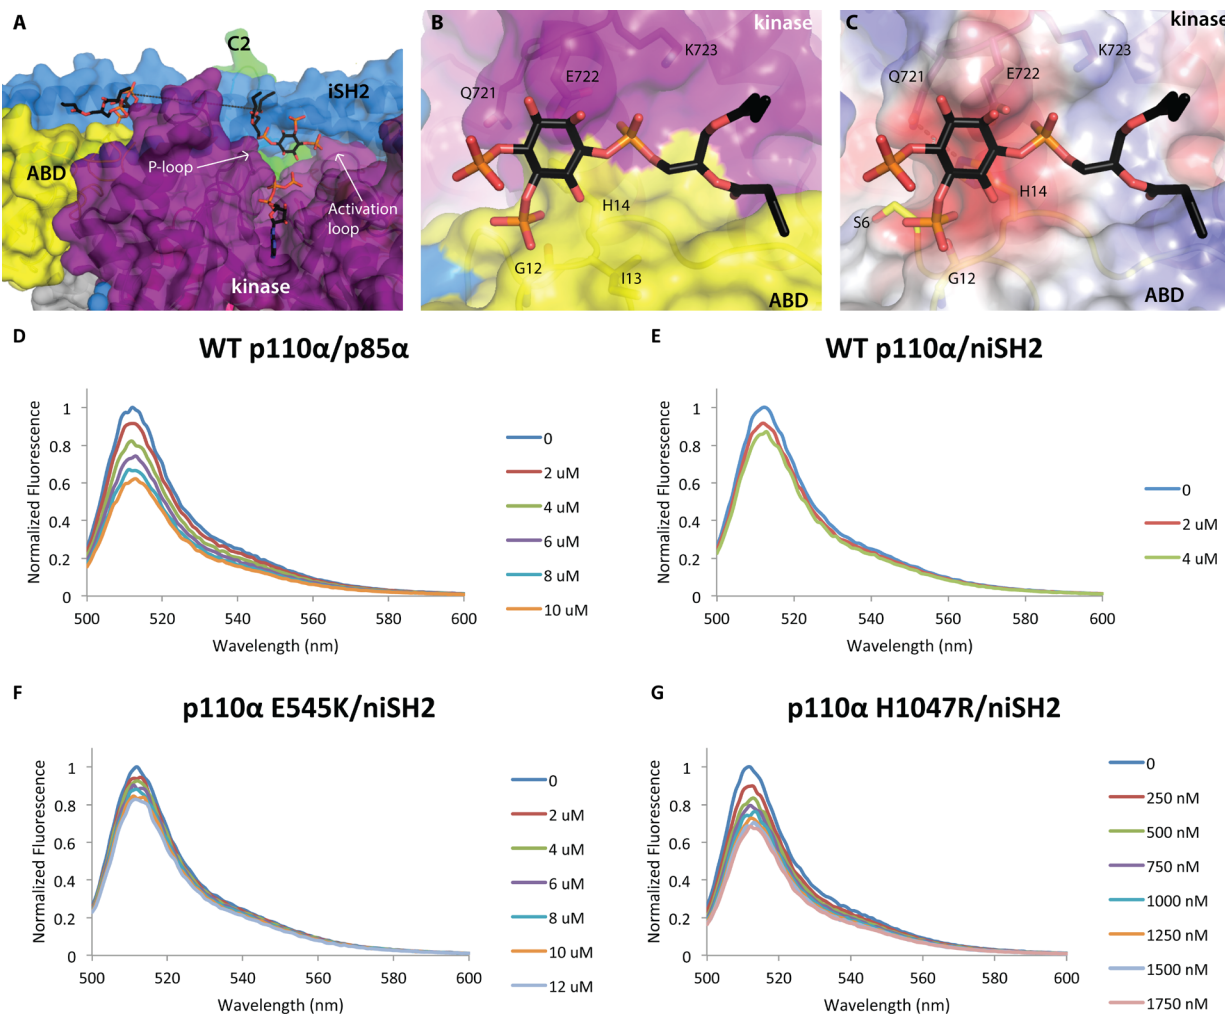 A
C2
iSH2
ABD
P-loop
Activation
loop
kinase
B
kinase
K723
E722
Q721
H14
G12
I13
ABD
C
kinase
K723
Q721
E722
H14
S6
G12
ABD
D
WT p110α/p85α
Normalized Fluorescence
1
0.8
0.6
0.4
0.2
0
500
520
540
560
580
600
Wavelength (nm)
0
2 uM
4 uM
6 uM
8 uM
10 uM
E
WT p110α/niSH2
Normalized Fluorescence
1
0.8
0.6
0.4
0.2
0
500
520
540
560
580
600
Wavelength (nm)
0
2 uM
4 uM
F
p110α E545K/niSH2
Normalized Fluorescence
1
0.8
0.6
0.4
0.2
0
500
520
540
560
580
600
Wavelength (nm)
0
2 uM
4 uM
6 uM
8 uM
10 uM
12 uM
G
p110α H1047R/niSH2
Normalized Fluorescence
1
0.8
0.6
0.4
0.2
0
500
520
540
560
580
600
Wavelength (nm)
0
250 nM
500 nM
750 nM
1000 nM
1250 nM
1500 nM
1750 nM